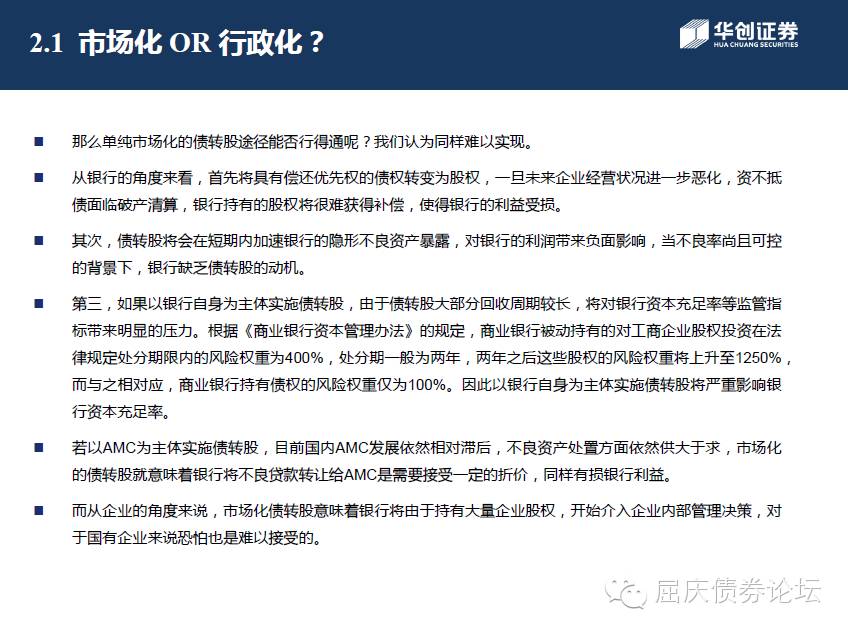 2.1 市场化 OR 行政化？
华创证券
HUA CHUANG SECURITIES
■ 那么单纯市场化的债转股途径能否行得通呢？我们认为同样难以实现。
■ 从银行的角度来看，首先将具有偿还优先权的债权转变为股权，一旦未来企业经营状况进一步恶化，资不抵
债面临破产清算，银行持有的股权将很难获得补偿，使得银行的利益受损。
■ 其次，债转股将会在短期内加速银行的隐形不良资产暴露，对银行的利润带来负面影响，当不良率尚且可控
的背景下，银行缺乏债转股的动机。
■ 第三，如果以银行自身为主体实施债转股，由于债转股大部分回收周期较长，将对银行资本充足率等监管指
标带来明显的压力。根据《商业银行资本管理办法》的规定，商业银行被动持有的对工商企业股权投资在法
律规定处分期限内的风险权重为400%，处分期一般为两年，两年之后这些股权的风险权重将上升至1250%，
而与之相对应，商业银行持有债权的风险权重仅为100%。因此以银行自身为主体实施债转股将严重影响银
行资本充足率。
■ 若以AMC为主体实施债转股，目前国内AMC发展依然相对滞后，不良资产处置方面依然供大于求，市场化
的债转股就意味着银行将不良贷款转让给AMC是需要接受一定的折价，同样有损银行利益。
■ 而从企业的角度来说，市场化债转股意味着银行将由于持有大量企业股权，开始介入企业内部管理决策，对
于国有企业来说恐怕也是难以接受的。
屈庆债券论坛